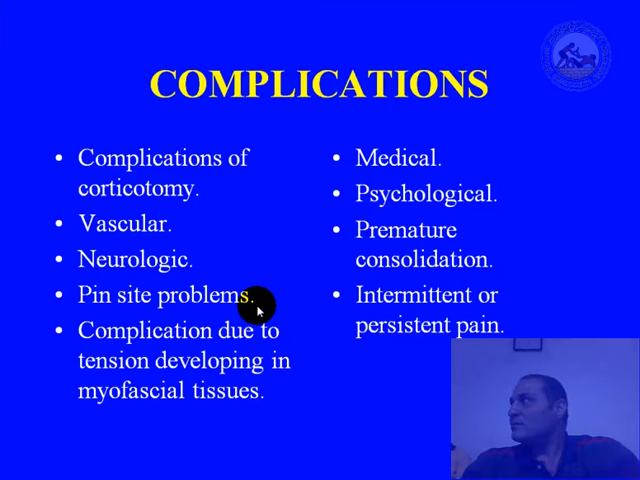 COMPLICATIONS
• Complications of
corticotomy.
• Vascular.
• Neurologic.
• Pin site problems.
• Complication due to
tension developing in
myofascial tissues.
• Medical.
• Psychological.
• Premature
consolidation.
• Intermittent or
persistent pain.